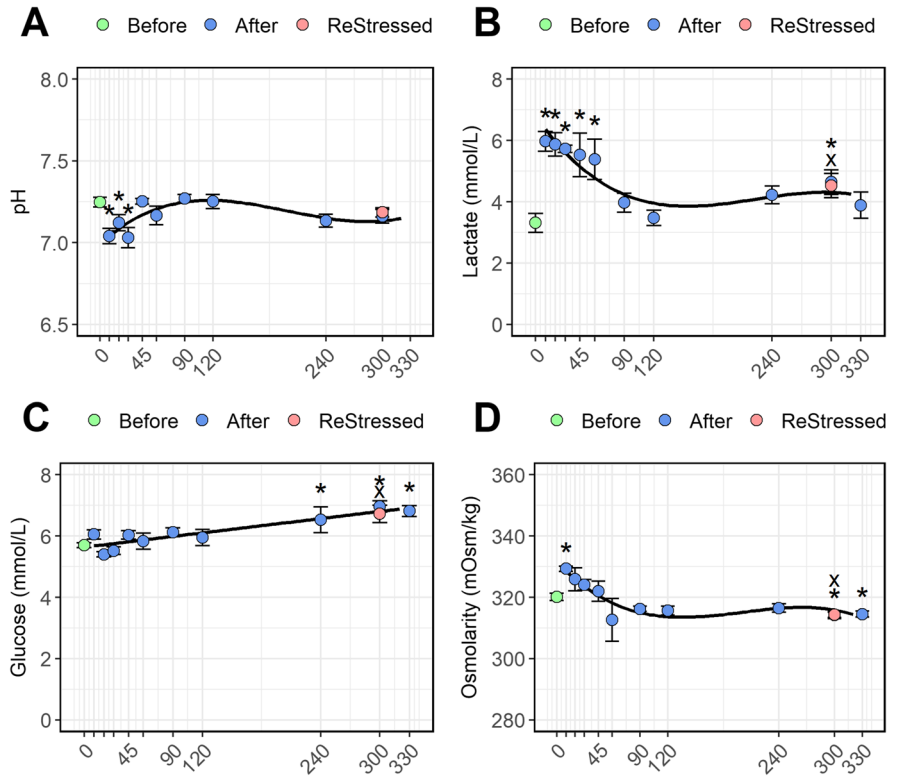 A
Before After ReStressed
pH
8.0
7.5
7.0
6.5
* * *
0 45 90 120 240 300 330
B
Before After ReStressed
Lactate (mmol/L)
8
6
4
2
0
* * * * * *
x
0 45 90 120 240 300 330
C
Before After ReStressed
Glucose (mmol/L)
8
6
4
2
0
* * *
x
0 45 90 120 240 300 330
D
Before After ReStressed
Osmolarity (mOsm/kg)
360
340
320
300
280
*
x
* *
0 45 90 120 240 300 330